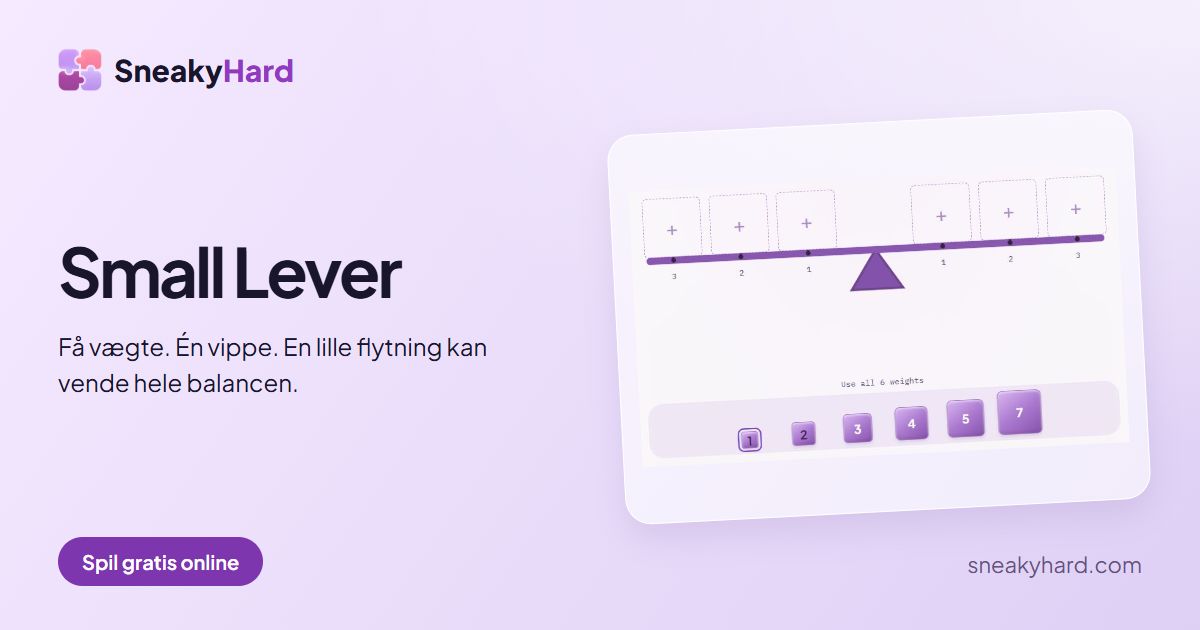 SneakyHard
Small Lever
Få vægte. Én vippe. En lille flytning kan
vende hele balancen.
Spil gratis online
+ + + + + +
3 2 1 1 2 3
Use all 6 weights
1 2 3 4 5 7
sneakyhard.com